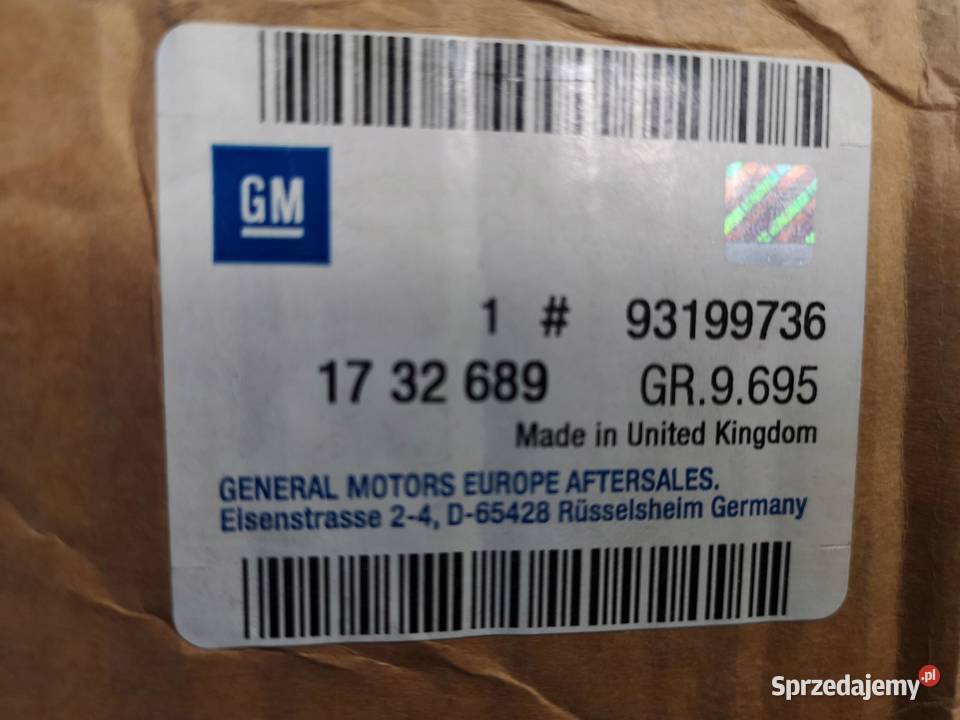 GM
1 # 93199736
17 32 689 GR.9.695
Made in United Kingdom
GENERAL MOTORS EUROPE AFTERSALES.
Eisenstrasse 2-4, D-65428 Rüsselsheim Germany
Sprzedajemy.pl